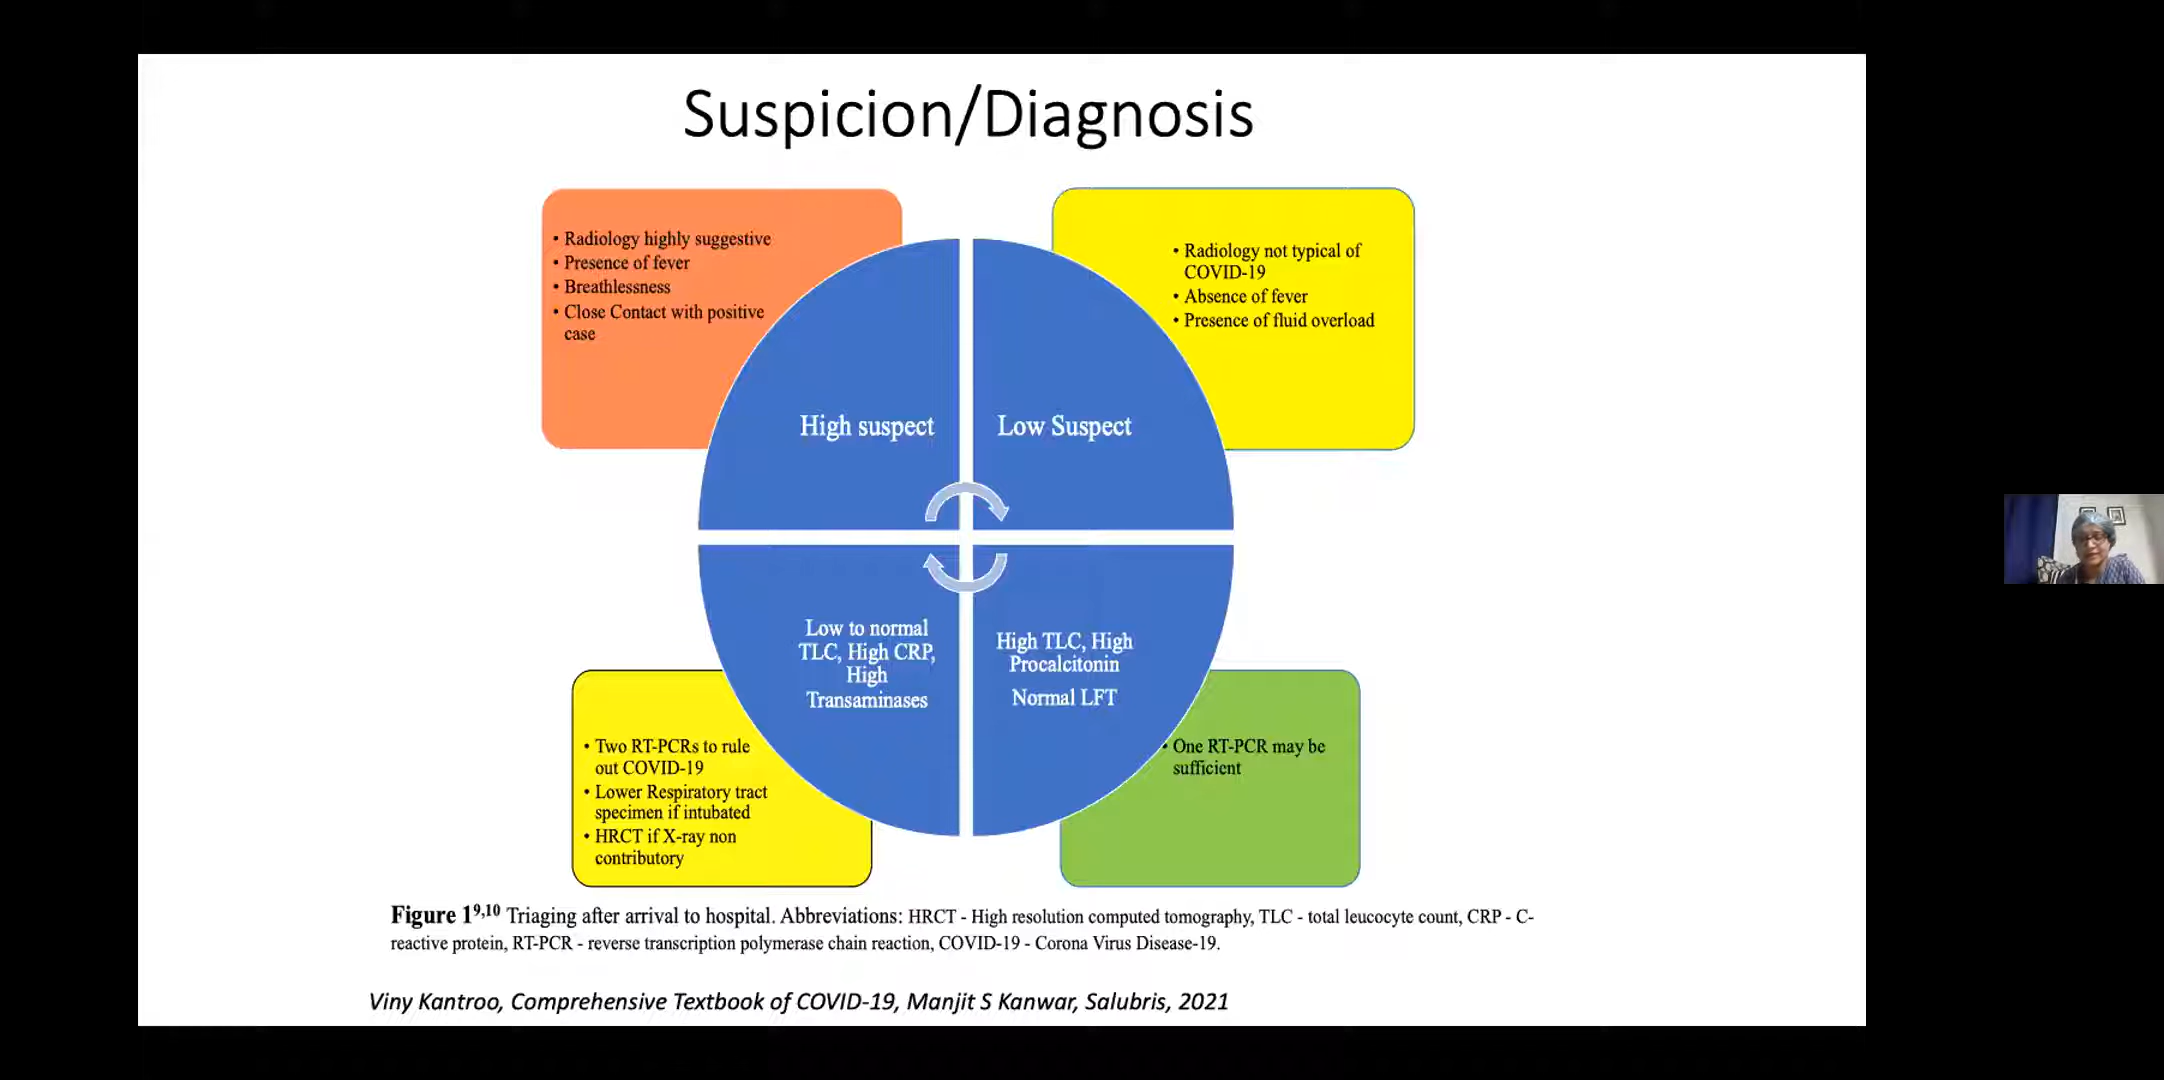 Suspicion/Diagnosis
• Radiology highly suggestive
• Presence of fever
• Breathlessness
• Close Contact with positive
case
• Radiology not typical of
COVID-19
• Absence of fever
• Presence of fluid overload
High suspect
Low Suspect
Low to normal
TLC, High CRP,
High
Transaminases
High TLC, High
Procalcitonin
Normal LFT
• Two RT-PCRs to rule
out COVID-19
• Lower Respiratory tract
specimen if intubated
• HRCT if X-ray non
contributory
• One RT-PCR may be
sufficient
Figure 1⁹,¹⁰ Triaging after arrival to hospital. Abbreviations: HRCT - High resolution computed tomography, TLC - total leucocyte count, CRP - C-
reactive protein, RT-PCR - reverse transcription polymerase chain reaction, COVID-19 - Corona Virus Disease-19.
Viny Kantroo, Comprehensive Textbook of COVID-19, Manjit S Kanwar, Salubris, 2021